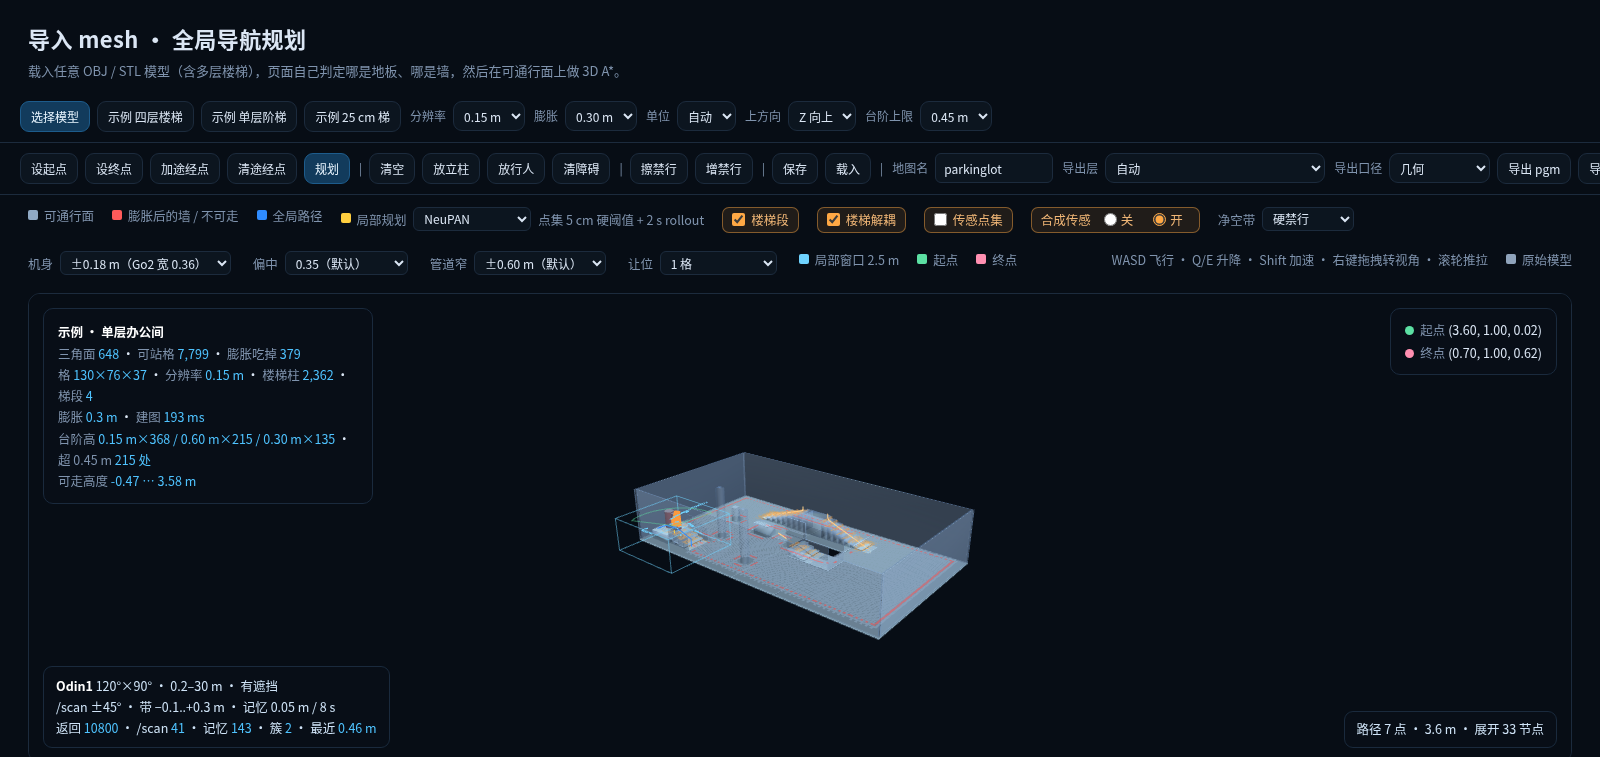 导入 mesh · 全局导航规划
载入任意 OBJ / STL 模型（含多层楼梯），页面自己判定哪是地板、哪是墙，然后在可通行面上做 3D A*。
选择模型 示例 四层楼梯 示例 单层阶梯 示例 25 cm 梯 分辨率 0.15 m 膨胀 0.30 m 单位 自动 上方向 Z 向上 台阶上限 0.45 m
设起点 设终点 加途经点 清途经点 规划 | 清空 放立柱 放行人 清障碍 | 擦禁行 增禁行 | 保存 载入 | 地图名 parkinglot 导出层 自动 导出口径 几何 导出 pgm 导
可通行面 膨胀后的墙 / 不可走 全局路径 局部规划 NeuPAN 点集 5 cm 硬阈值 + 2 s rollout 楼梯段 楼梯解耦 传感点集 合成传感 关 开 净空带 硬禁行
机身 ±0.18 m（Go2 宽 0.36） 偏中 0.35（默认） 管道窄 ±0.60 m（默认） 让位 1 格 局部窗口 2.5 m 起点 终点 WASD 飞行 · Q/E 升降 · Shift 加速 · 右键拖拽转视角 · 滚轮推拉 原始模型
示例 · 单层办公间
三角面 648 · 可站格 7,799 · 膨胀吃掉 379
格 130×76×37 · 分辨率 0.15 m · 楼梯柱 2,362 ·
梯段 4
膨胀 0.3 m · 建图 193 ms
台阶高 0.15 m×368 / 0.60 m×215 / 0.30 m×135 ·
超 0.45 m 215 处
可走高度 -0.47 … 3.58 m
起点 (3.60, 1.00, 0.02)
终点 (0.70, 1.00, 0.62)
Odin1 120°×90° · 0.2–30 m · 有遮挡
/scan ±45° · 带 −0.1..+0.3 m · 记忆 0.05 m / 8 s
返回 10800 · /scan 41 · 记忆 143 · 簇 2 · 最近 0.46 m
路径 7 点 · 3.6 m · 展开 33 节点